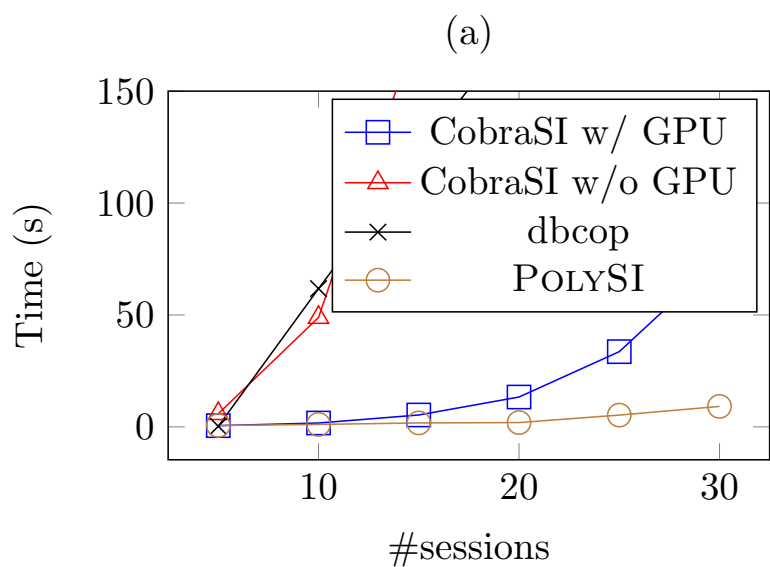 (a)
150
100
50
0
Time (s)
CobraSI w/ GPU
CobraSI w/o GPU
dbcop
POLYSI
10
20
30
#sessions